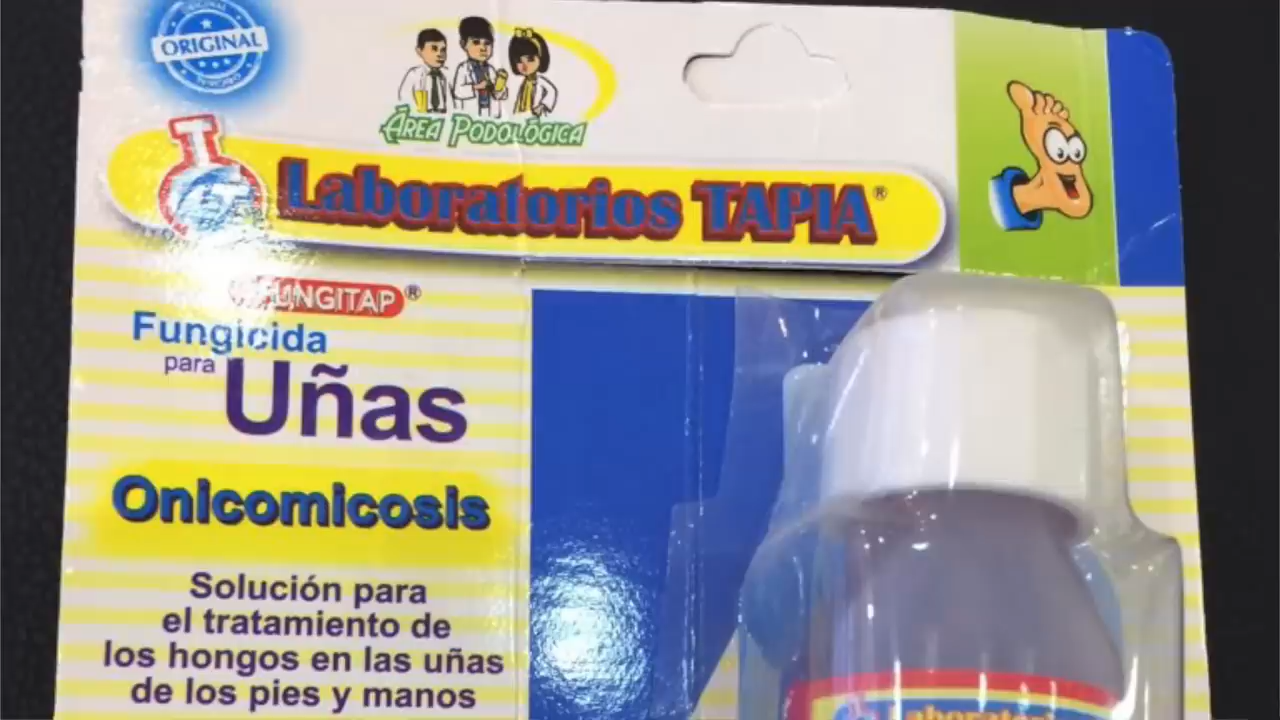 ORIGINAL
ÁREA PODOLÓGICA
Laboratorios TAPIA®
FUNGITAP®
Fungicida
para Uñas
Onicomicosis
Solución para
el tratamiento de
los hongos en las uñas
de los pies y manos